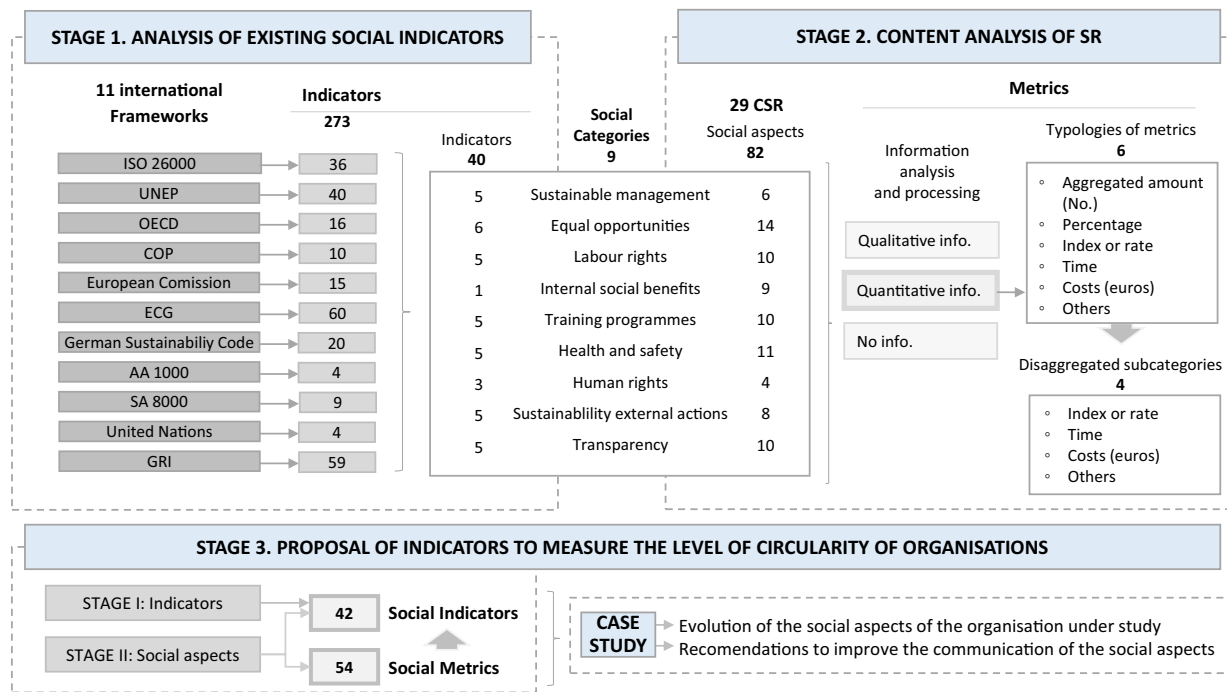 STAGE 1. ANALYSIS OF EXISTING SOCIAL INDICATORS
11 international
Frameworks
Indicators
273
ISO 26000
36
UNEP
40
OECD
16
COP
10
European Comission
15
ECG
60
German Sustainabiliy Code
20
AA 1000
4
SA 8000
9
United Nations
4
GRI
59
Indicators
40
Social
Categories
9
STAGE 2. CONTENT ANALYSIS OF SR
29 CSR
Social aspects
82
5 Sustainable management 6
6 Equal opportunities 14
5 Labour rights 10
1 Internal social benefits 9
5 Training programmes 10
5 Health and safety 11
3 Human rights 4
5 Sustainablility external actions 8
5 Transparency 10
Metrics
Information
analysis
and processing
Qualitative info.
Quantitative info.
No info.
Typologies of metrics
6
◦ Aggregated amount
(No.)
◦ Percentage
◦ Index or rate
◦ Time
◦ Costs (euros)
◦ Others
Disaggregated subcategories
4
◦ Index or rate
◦ Time
◦ Costs (euros)
◦ Others
STAGE 3. PROPOSAL OF INDICATORS TO MEASURE THE LEVEL OF CIRCULARITY OF ORGANISATIONS
STAGE I: Indicators
STAGE II: Social aspects
42 Social Indicators
54 Social Metrics
CASE
STUDY
Evolution of the social aspects of the organisation under study
Recomendations to improve the communication of the social aspects